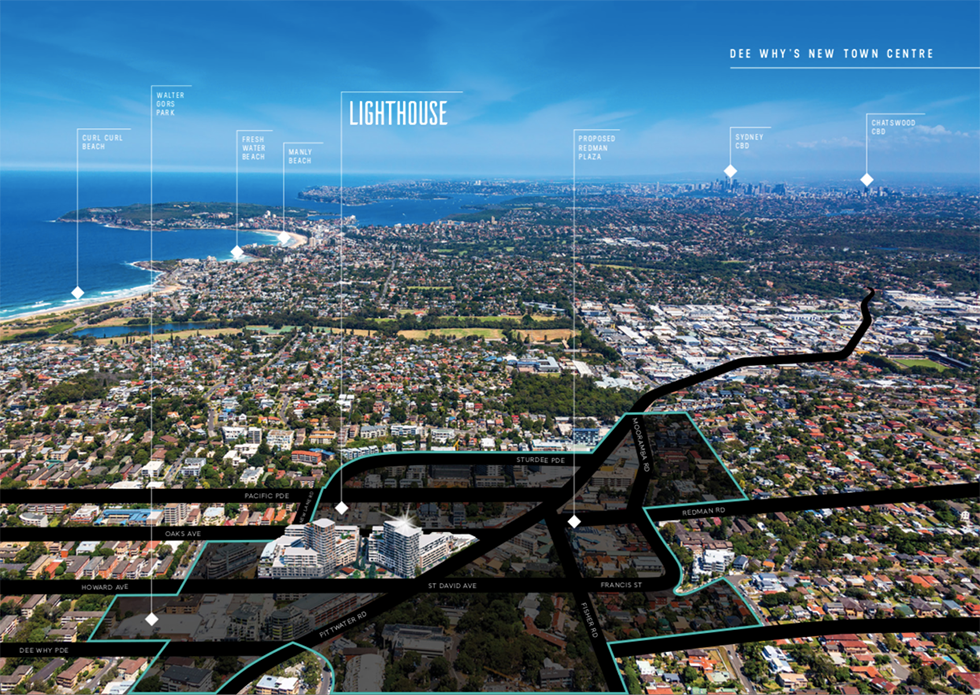 DEE WHY'S NEW TOWN CENTRE
WALTER
GORS
PARK
CURL CURL
BEACH
FRESH
WATER
BEACH
MANLY
BEACH
LIGHTHOUSE
PROPOSED
REDMAN
PLAZA
SYDNEY
CBD
CHATSWOOD
CBD
MOORAMBA RD
STURDEE PDE
PACIFIC PDE
REDMAN RD
OAKS AVE
HOWARD AVE
ST DAVID AVE
FRANCIS ST
PITTWATER RD
FISHER RD
DEE WHY PDE